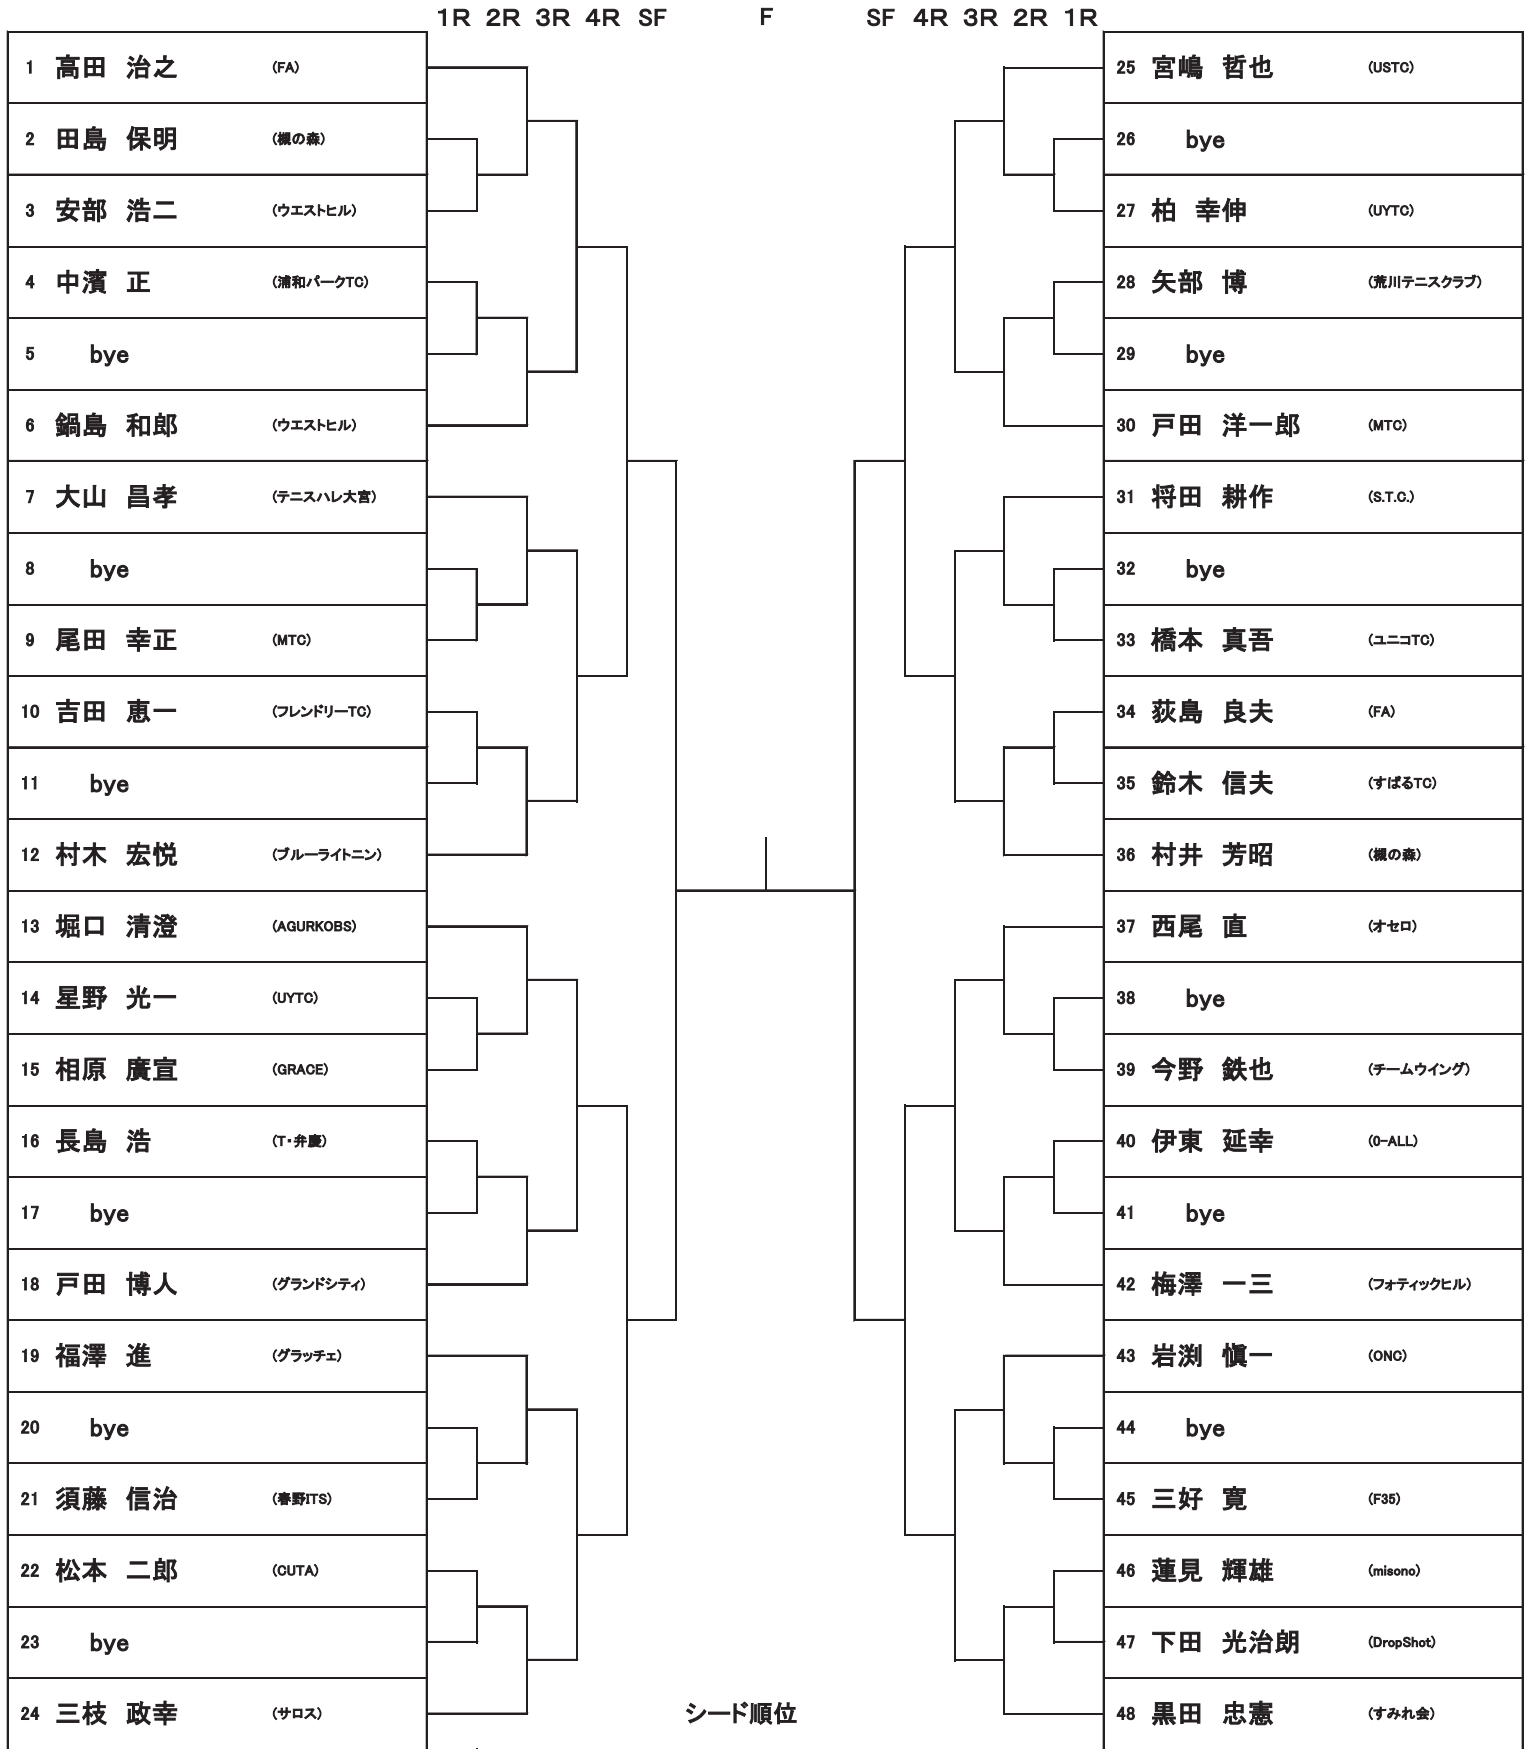 1R 2R 3R 4R SF F SF 4R 3R 2R 1R
1 高田 治之 (FA)
2 田島 保明 (槻の森)
3 安部 浩二 (ウエストヒル)
4 中濱 正 (浦和パークTC)
5 bye
6 鍋島 和郎 (ウエストヒル)
7 大山 昌孝 (テニスハレ大宮)
8 bye
9 尾田 幸正 (MTC)
10 吉田 恵一 (フレンドリーTC)
11 bye
12 村木 宏悦 (ブルーライトニン)
13 堀口 清澄 (AGURKOBS)
14 星野 光一 (UYTC)
15 相原 廣宣 (GRACE)
16 長島 浩 (T・弁慶)
17 bye
18 戸田 博人 (グランドシティ)
19 福澤 進 (グラッチェ)
20 bye
21 須藤 信治 (春野ITS)
22 松本 二郎 (CUTA)
23 bye
24 三枝 政幸 (サロス)
シード順位
25 宮嶋 哲也 (USTC)
26 bye
27 柏 幸伸 (UYTC)
28 矢部 博 (荒川テニスクラブ)
29 bye
30 戸田 洋一郎 (MTC)
31 将田 耕作 (S.T.C.)
32 bye
33 橋本 真吾 (ユニコTC)
34 荻島 良夫 (FA)
35 鈴木 信夫 (すばるTC)
36 村井 芳昭 (槻の森)
37 西尾 直 (オセロ)
38 bye
39 今野 鉄也 (チームウイング)
40 伊東 延幸 (0-ALL)
41 bye
42 梅澤 一三 (フォティックヒル)
43 岩渕 愼一 (ONC)
44 bye
45 三好 寛 (F35)
46 蓮見 輝雄 (misono)
47 下田 光治朗 (DropShot)
48 黒田 忠憲 (すみれ会)